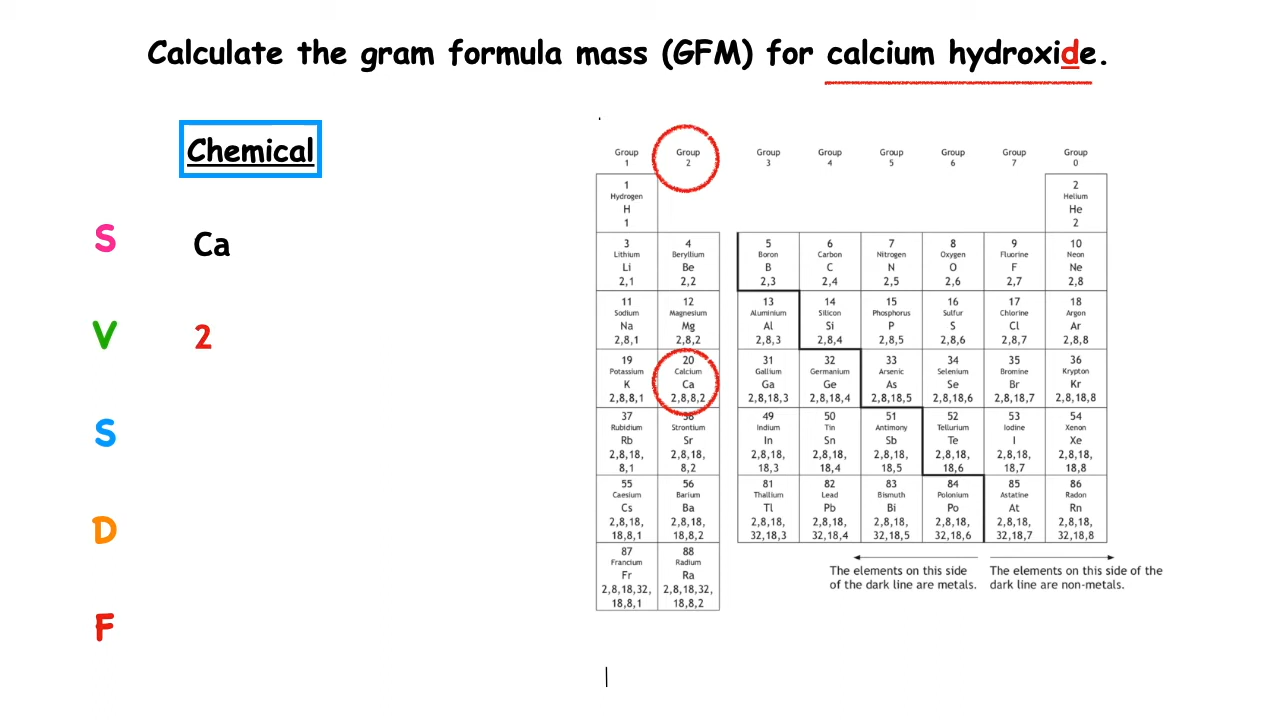 Calculate the gram formula mass (GFM) for calcium hydroxide.
Chemical
S Ca
V 2
S
D
F
Group 1 Group 2 Group 3 Group 4 Group 5 Group 6 Group 7 Group 0
1 2
Hydrogen Helium
H He
1 2
3 4 5 6 7 8 9 10
Lithium Beryllium Boron Carbon Nitrogen Oxygen Fluorine Neon
Li Be B C N O F Ne
2,1 2,2 2,3 2,4 2,5 2,6 2,7 2,8
11 12 13 14 15 16 17 18
Sodium Magnesium Aluminium Silicon Phosphorus Sulfur Chlorine Argon
Na Mg Al Si P S Cl Ar
2,8,1 2,8,2 2,8,3 2,8,4 2,8,5 2,8,6 2,8,7 2,8,8
19 20 31 32 33 34 35 36
Potassium Calcium Gallium Germanium Arsenic Selenium Bromine Krypton
K Ca Ga Ge As Se Br Kr
2,8,8,1 2,8,8,2 2,8,18,3 2,8,18,4 2,8,18,5 2,8,18,6 2,8,18,7 2,8,18,8
37 38 49 50 51 52 53 54
Rubidium Strontium Indium Tin Antimony Tellurium Iodine Xenon
Rb Sr In Sn Sb Te I Xe
2,8,18, 2,8,18, 2,8,18, 2,8,18, 2,8,18, 2,8,18, 2,8,18, 2,8,18,
8,1 8,2 18,3 18,4 18,5 18,6 18,7 18,8
55 56 81 82 83 84 85 86
Caesium Barium Thallium Lead Bismuth Polonium Astatine Radon
Cs Ba Tl Pb Bi Po At Rn
2,8,18, 2,8,18, 2,8,18, 2,8,18, 2,8,18, 2,8,18, 2,8,18, 2,8,18,
18,8,1 18,8,2 32,18,3 32,18,4 32,18,5 32,18,6 32,18,7 32,18,8
87 88
Francium Radium
Fr Ra
2,8,18,32, 2,8,18,32,
18,8,1 18,8,2
The elements on this side
of the dark line are metals.
The elements on this side of the
dark line are non-metals.